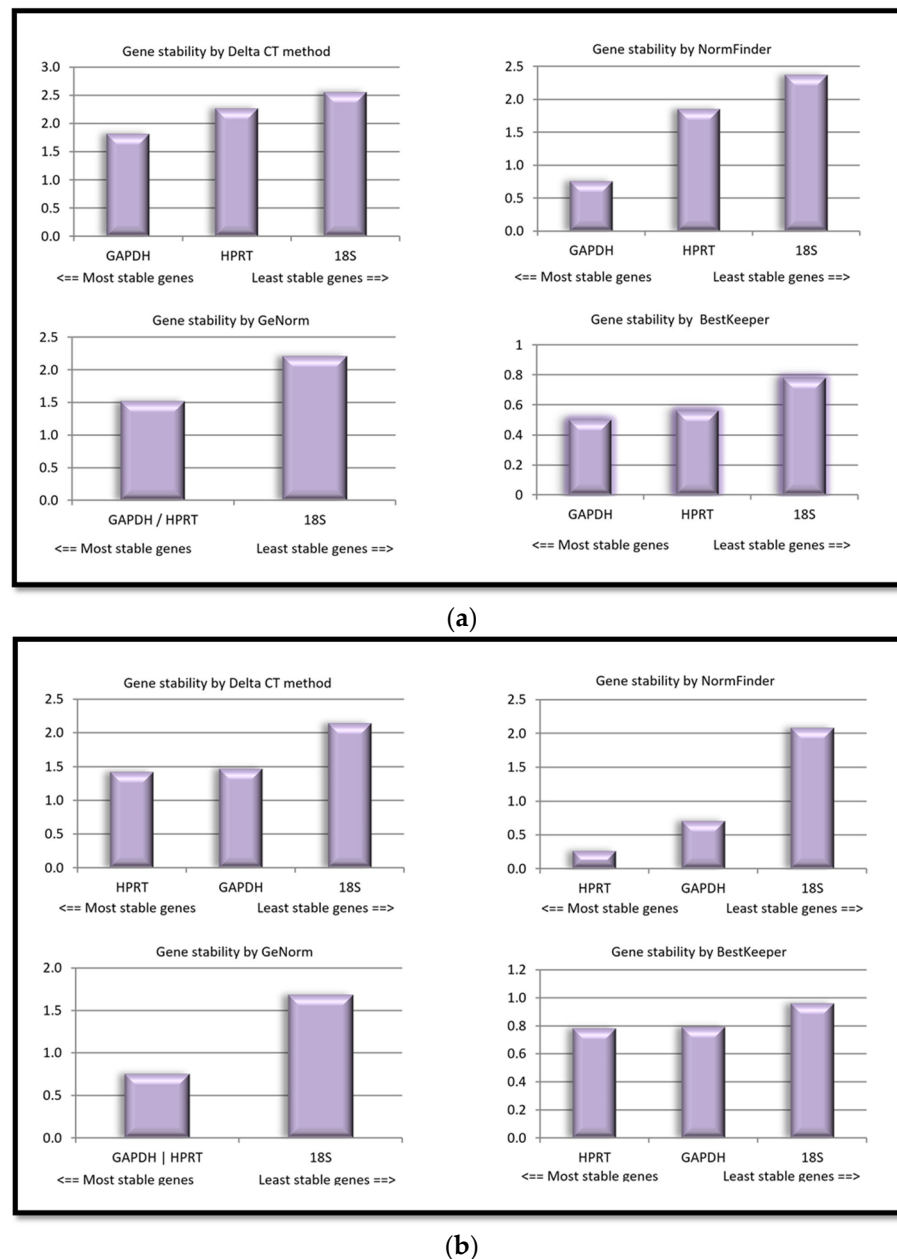 Gene stability by Delta CT method
3.0
2.5
2.0
1.5
1.0
0.5
0.0
GAPDH HPRT 18S
<== Most stable genes Least stable genes ==>
Gene stability by NormFinder
2.5
2.0
1.5
1.0
0.5
0.0
GAPDH HPRT 18S
<== Most stable genes Least stable genes ==>
Gene stability by GeNorm
2.5
2.0
1.5
1.0
0.5
0.0
GAPDH / HPRT 18S
<== Most stable genes Least stable genes ==>
Gene stability by BestKeeper
1
0.8
0.6
0.4
0.2
0
GAPDH HPRT 18S
<== Most stable genes Least stable genes ==>
(a)
Gene stability by Delta CT method
2.5
2.0
1.5
1.0
0.5
0.0
HPRT GAPDH 18S
<== Most stable genes Least stable genes ==>
Gene stability by NormFinder
2.5
2.0
1.5
1.0
0.5
0.0
HPRT GAPDH 18S
<== Most stable genes Least stable genes ==>
Gene stability by GeNorm
2.0
1.5
1.0
0.5
0.0
GAPDH | HPRT 18S
<== Most stable genes Least stable genes ==>
Gene stability by BestKeeper
1.2
1.0
0.8
0.6
0.4
0.2
0.0
HPRT GAPDH 18S
<== Most stable genes Least stable genes ==>
(b)